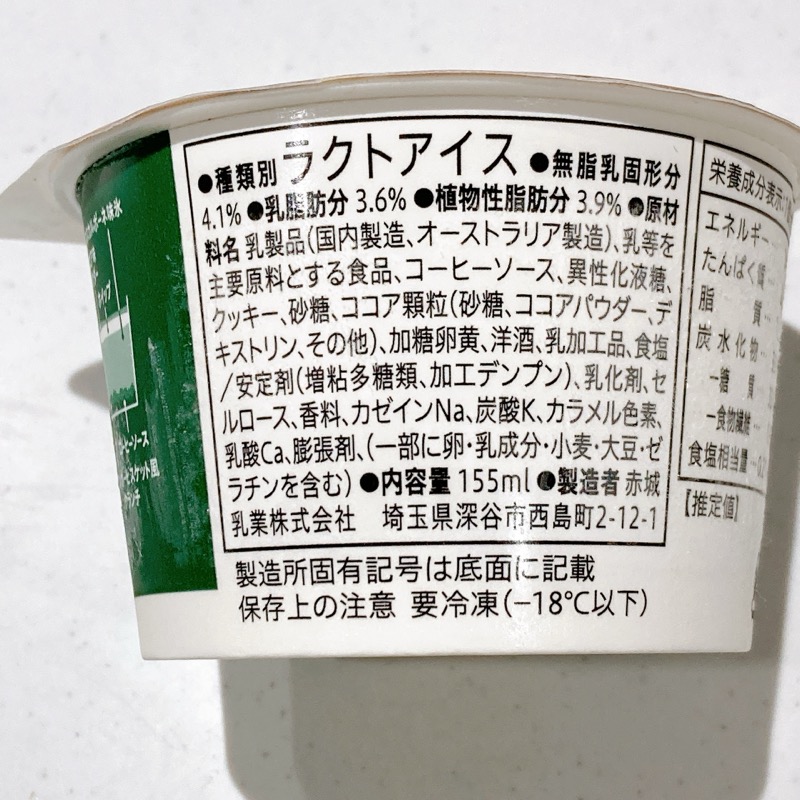 ●種類別 ラクトアイス ●無脂乳固形分
4.1% ●乳脂肪分 3.6% ●植物性脂肪分 3.9% ●原材
料名 乳製品(国内製造、オーストラリア製造)、乳等を
主要原料とする食品、コーヒーソース、異性化液糖、
クッキー、砂糖、ココア顆粒(砂糖、ココアパウダー、デ
キストリン、その他)、加糖卵黄、洋酒、乳加工品、食塩
/安定剤(増粘多糖類、加工デンプン)、乳化剤、セ
ルロース、香料、カゼインNa、炭酸K、カラメル色素、
乳酸Ca、膨張剤、(一部に卵・乳成分・小麦・大豆・ゼ
ラチンを含む) ●内容量 155ml ●製造者 赤城
乳業株式会社 埼玉県深谷市西島町2-12-1
製造所固有記号は底面に記載
保存上の注意 要冷凍(−18℃以下)
栄養成分表示
エネルギー
たんぱく質
脂質
炭水化物
−糖質
−食物繊維
食塩相当量
【推定値】
ーヒーソース
ビスケット風